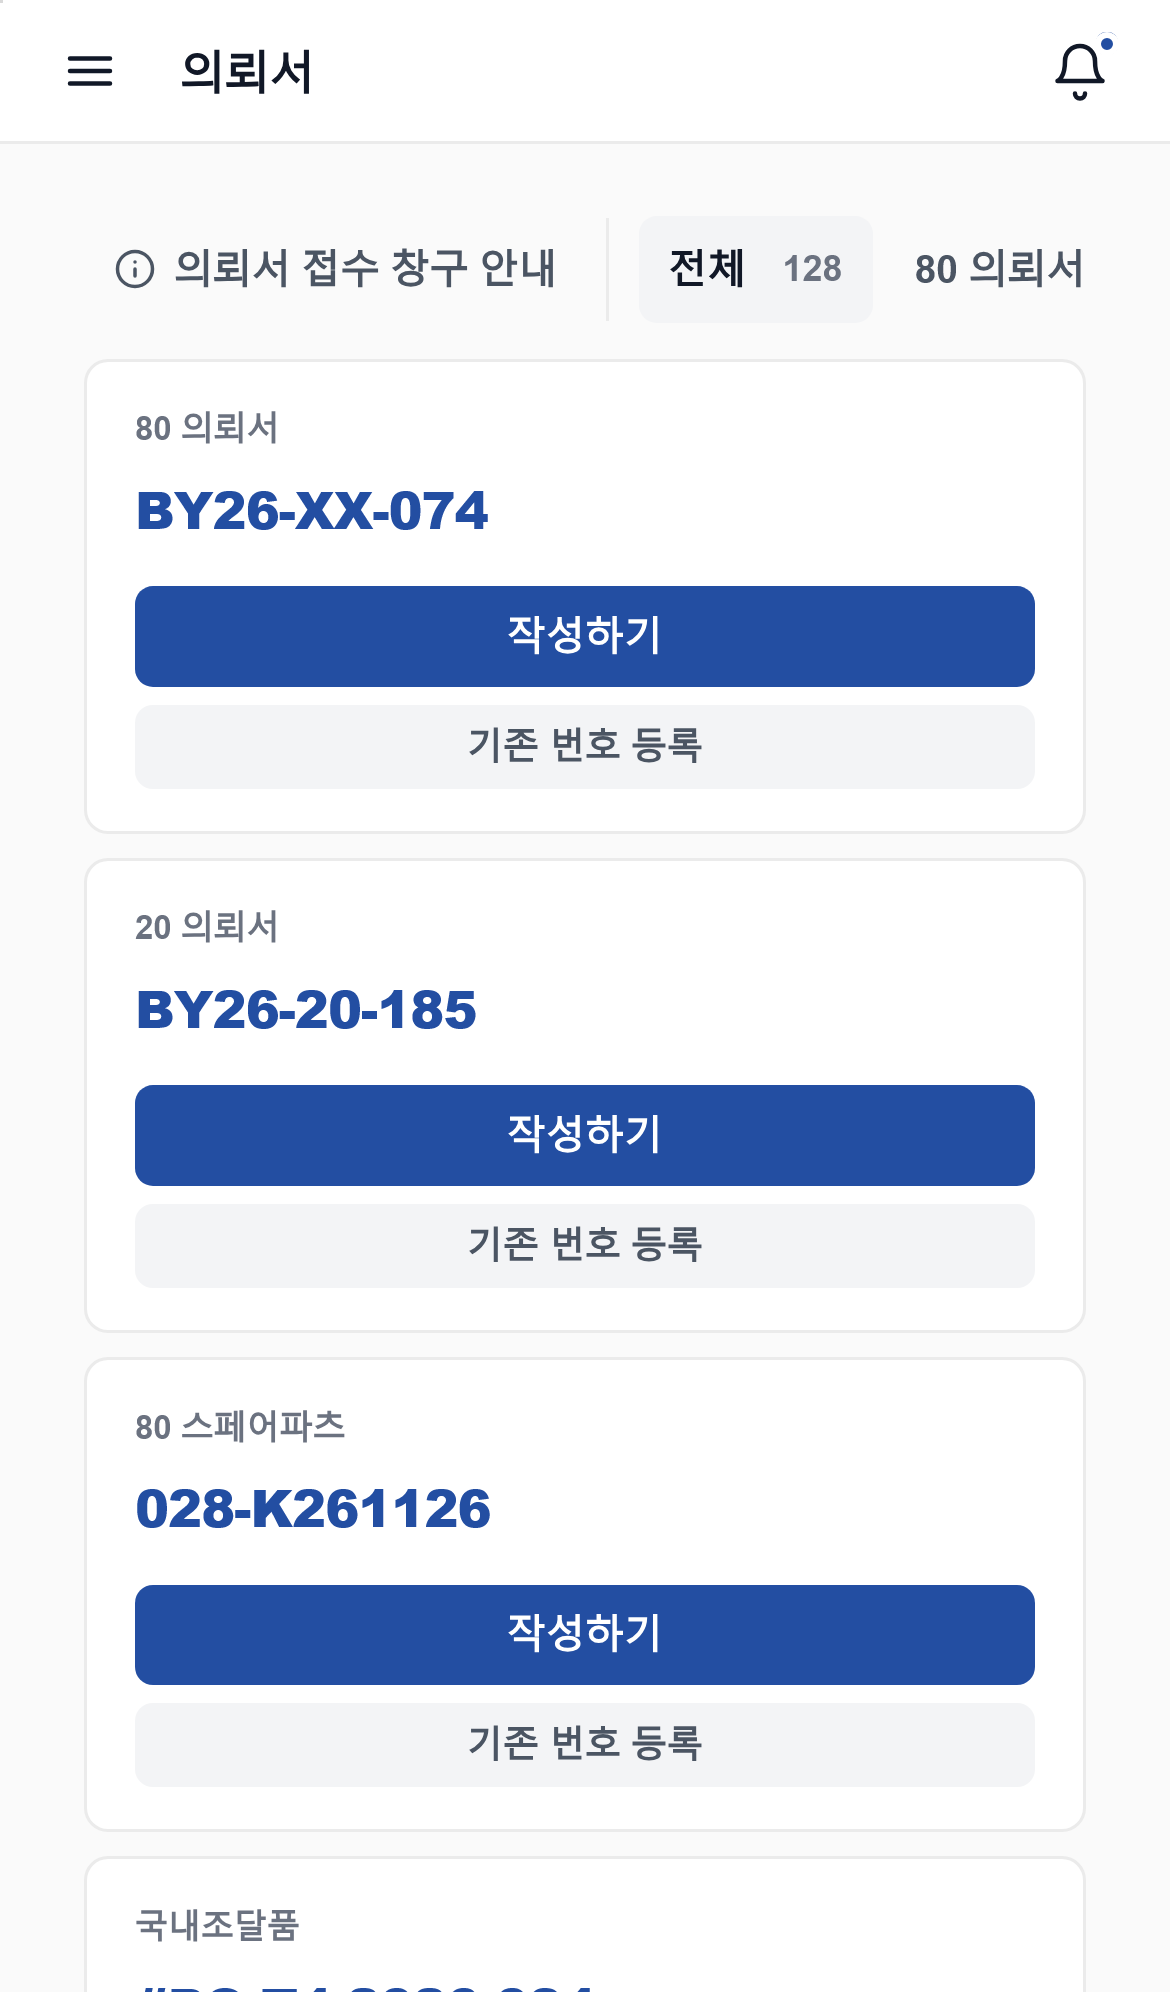 의뢰서
의뢰서 접수 창구 안내
전체 128
80 의뢰서
80 의뢰서
BY26-XX-074
작성하기
기존 번호 등록
20 의뢰서
BY26-20-185
작성하기
기존 번호 등록
80 스페어파츠
028-K261126
작성하기
기존 번호 등록
국내조달품